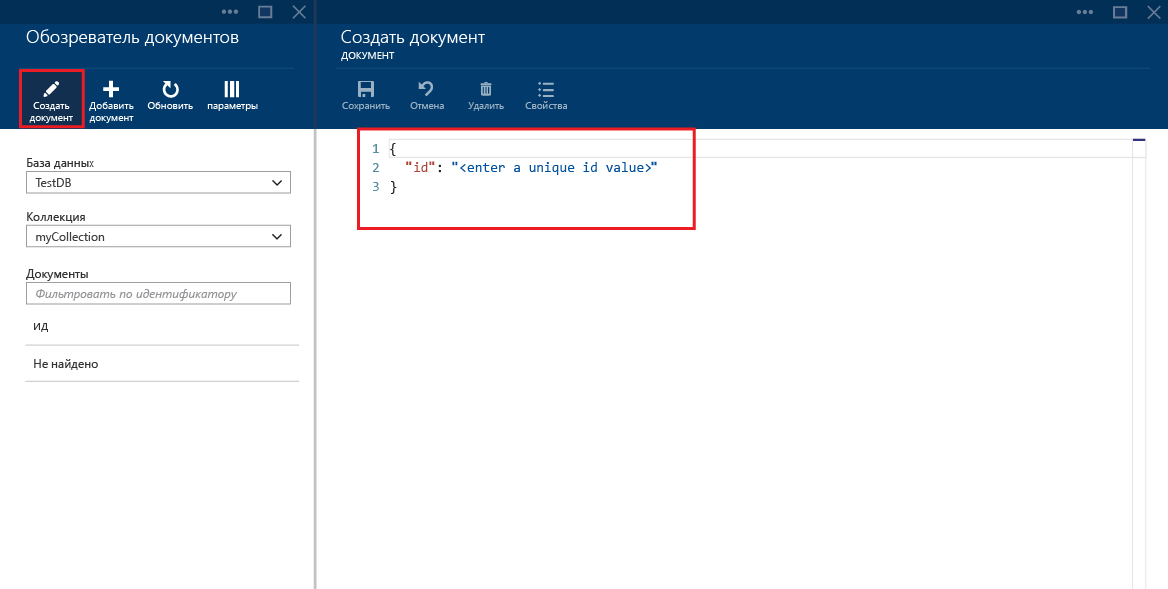 Обозреватель документов
Создать документ
Добавить документ
Обновить
параметры
База данных
TestDB
Коллекция
myCollection
Документы
Фильтровать по идентификатору
ИД
Не найдено
Создать документ
ДОКУМЕНТ
Сохранить
Отмена
Удалить
Свойства
1 {
2 "id": "<enter a unique id value>"
3 }